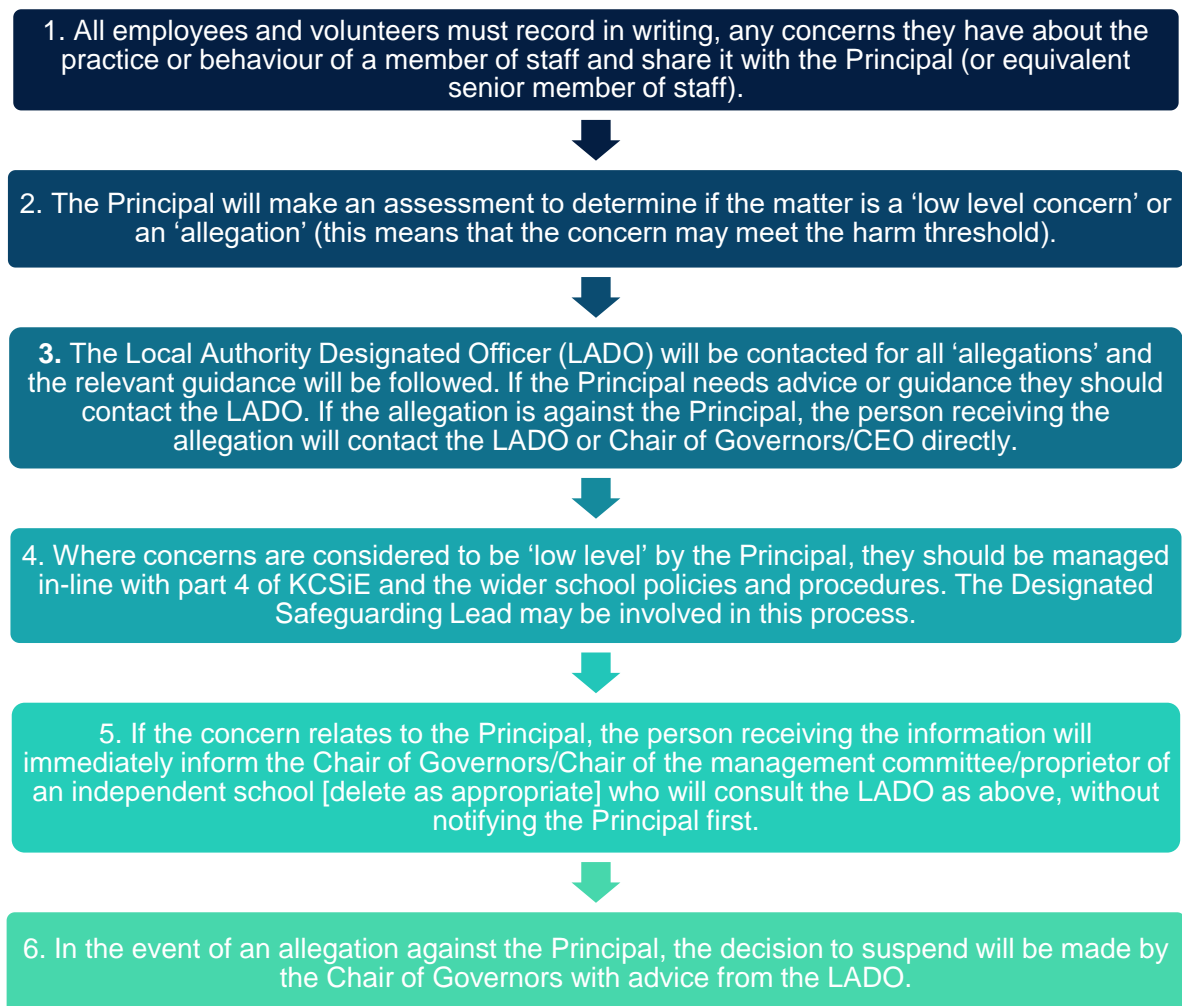 1. All employees and volunteers must record in writing, any concerns they have about the
practice or behaviour of a member of staff and share it with the Principal (or equivalent
senior member of staff).
2. The Principal will make an assessment to determine if the matter is a ‘low level concern’ or
an ‘allegation’ (this means that the concern may meet the harm threshold).
3. The Local Authority Designated Officer (LADO) will be contacted for all ‘allegations’ and
the relevant guidance will be followed. If the Principal needs advice or guidance they should
contact the LADO. If the allegation is against the Principal, the person receiving the
allegation will contact the LADO or Chair of Governors/CEO directly.
4. Where concerns are considered to be ‘low level’ by the Principal, they should be managed
in-line with part 4 of KCSiE and the wider school policies and procedures. The Designated
Safeguarding Lead may be involved in this process.
5. If the concern relates to the Principal, the person receiving the information will
immediately inform the Chair of Governors/Chair of the management committee/proprietor of
an independent school [delete as appropriate] who will consult the LADO as above, without
notifying the Principal first.
6. In the event of an allegation against the Principal, the decision to suspend will be made by
the Chair of Governors with advice from the LADO.